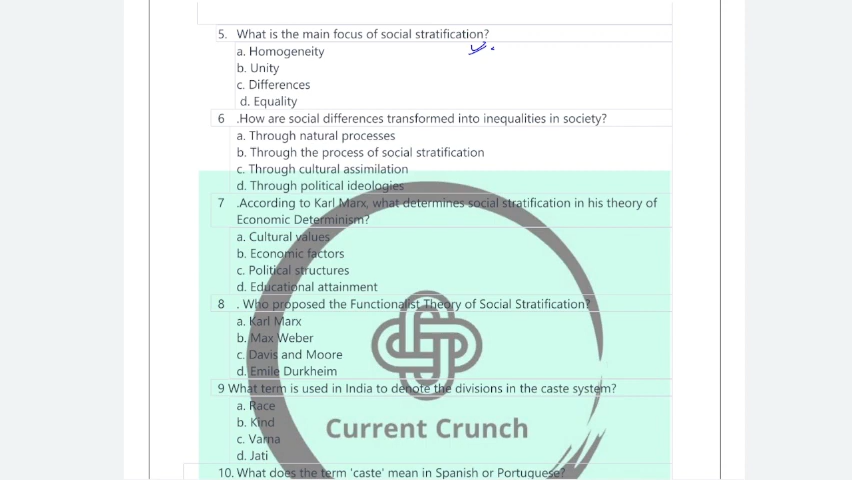 5. What is the main focus of social stratification?
a. Homogeneity
b. Unity
c. Differences
d. Equality
6 .How are social differences transformed into inequalities in society?
a. Through natural processes
b. Through the process of social stratification
c. Through cultural assimilation
d. Through political ideologies
7 .According to Karl Marx, what determines social stratification in his theory of
Economic Determinism?
a. Cultural values
b. Economic factors
c. Political structures
d. Educational attainment
8 . Who proposed the Functionalist Theory of Social Stratification?
a. Karl Marx
b. Max Weber
c. Davis and Moore
d. Emile Durkheim
9 What term is used in India to denote the divisions in the caste system?
a. Race
b. Kind
c. Varna
d. Jati
Current Crunch
10. What does the term 'caste' mean in Spanish or Portuguese?